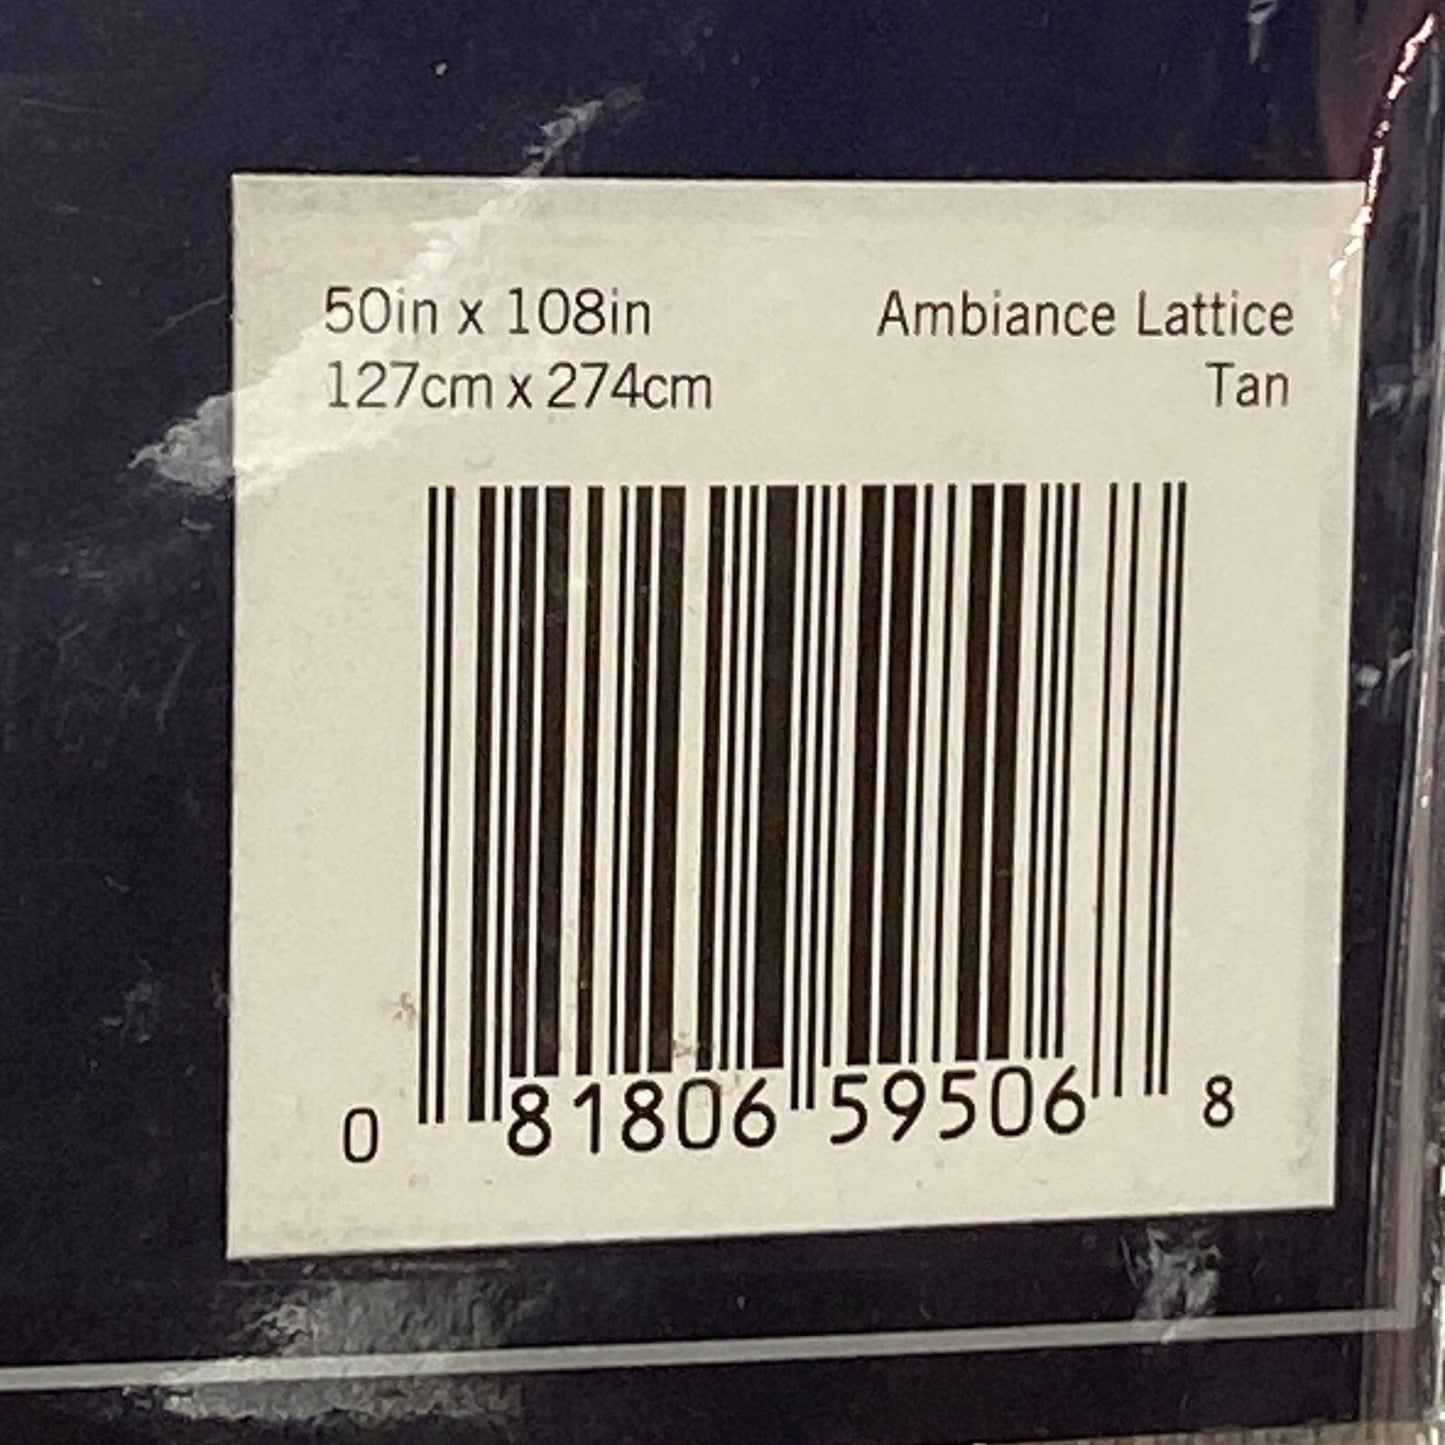 50in x 108in
Ambiance Lattice
127cm x 274cm
Tan
0 81806 59506 8